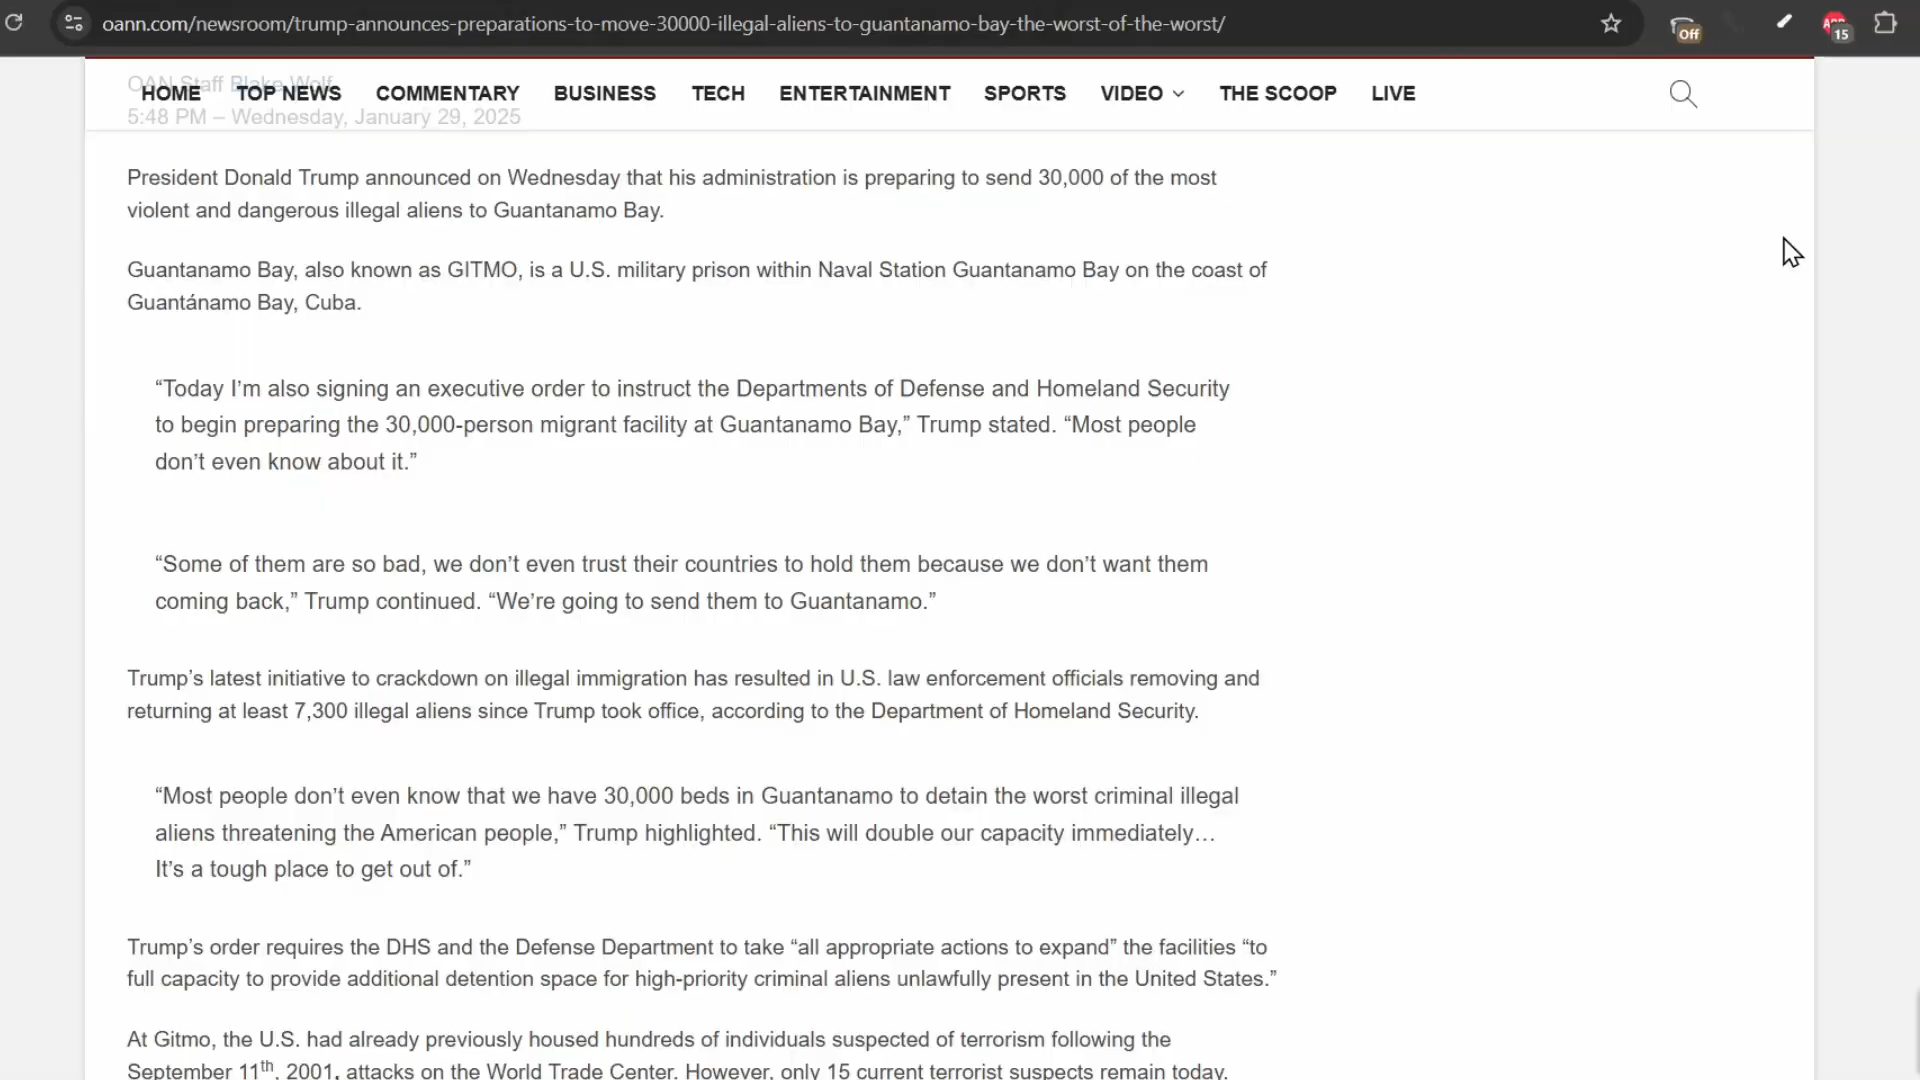 oann.com/newsroom/trump-announces-preparations-to-move-30000-illegal-aliens-to-guantanamo-bay-the-worst-of-the-worst/
Off
ABP
15
OAN Staff Blake Wolf
HOME TOP NEWS COMMENTARY BUSINESS TECH ENTERTAINMENT SPORTS VIDEO THE SCOOP LIVE
5:48 PM – Wednesday, January 29, 2025
President Donald Trump announced on Wednesday that his administration is preparing to send 30,000 of the most
violent and dangerous illegal aliens to Guantanamo Bay.
Guantanamo Bay, also known as GITMO, is a U.S. military prison within Naval Station Guantanamo Bay on the coast of
Guantánamo Bay, Cuba.
“Today I’m also signing an executive order to instruct the Departments of Defense and Homeland Security
to begin preparing the 30,000-person migrant facility at Guantanamo Bay,” Trump stated. “Most people
don’t even know about it.”
“Some of them are so bad, we don’t even trust their countries to hold them because we don’t want them
coming back,” Trump continued. “We’re going to send them to Guantanamo.”
Trump’s latest initiative to crackdown on illegal immigration has resulted in U.S. law enforcement officials removing and
returning at least 7,300 illegal aliens since Trump took office, according to the Department of Homeland Security.
“Most people don’t even know that we have 30,000 beds in Guantanamo to detain the worst criminal illegal
aliens threatening the American people,” Trump highlighted. “This will double our capacity immediately…
It’s a tough place to get out of.”
Trump’s order requires the DHS and the Defense Department to take “all appropriate actions to expand” the facilities “to
full capacity to provide additional detention space for high-priority criminal aliens unlawfully present in the United States.”
At Gitmo, the U.S. had already previously housed hundreds of individuals suspected of terrorism following the
September 11th, 2001, attacks on the World Trade Center. However, only 15 current terrorist suspects remain today.